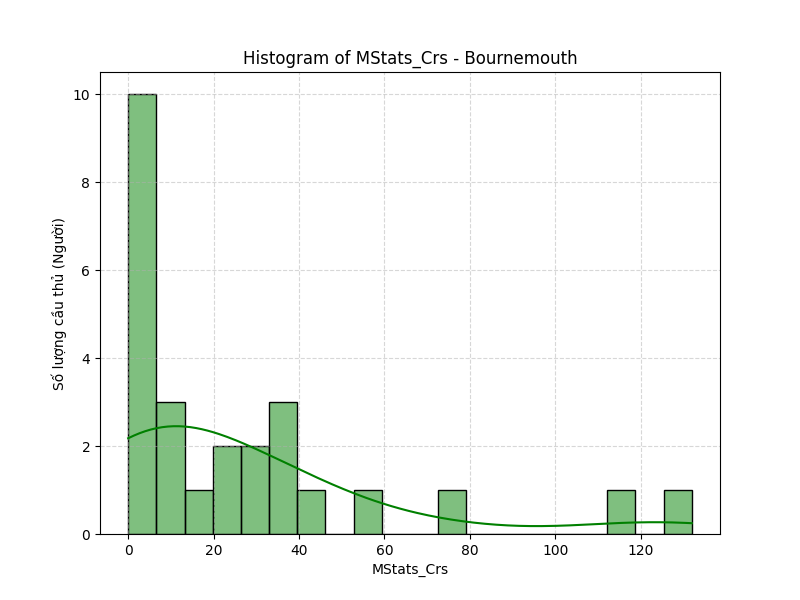 Histogram of MStats_Crs - Bournemouth
10
8
6
4
2
0
Số lượng cầu thủ (Người)
0 20 40 60 80 100 120
MStats_Crs